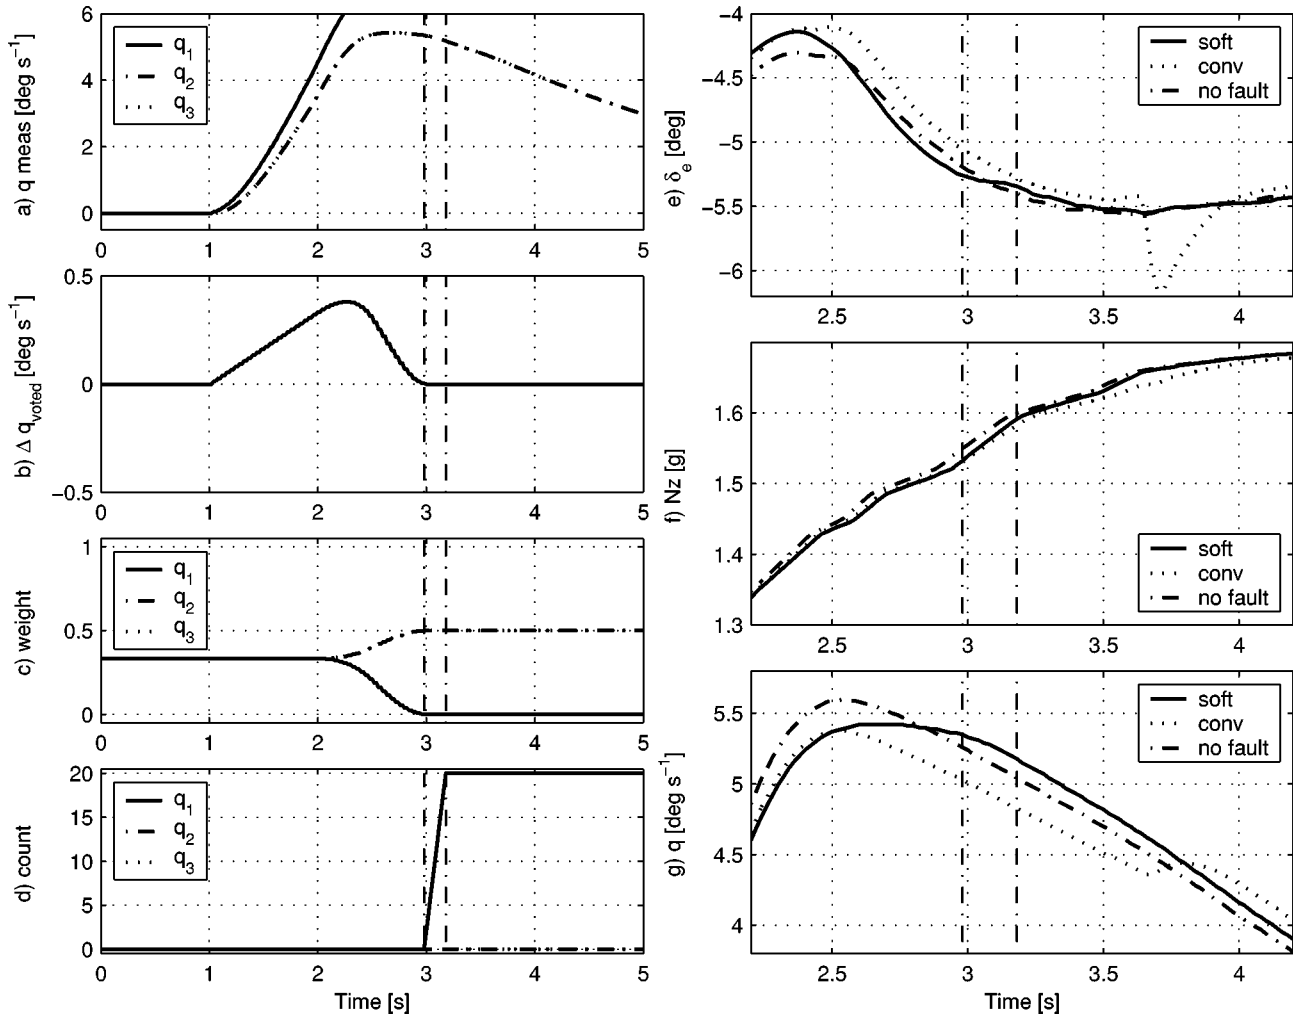 a) q meas [deg s⁻¹]
6
4
2
0
q₁
q₂
q₃
0 1 2 3 4 5
b) Δ q_voted [deg s⁻¹]
0.5
0
−0.5
0 1 2 3 4 5
c) weight
1
0.5
0
q₁
q₂
q₃
0 1 2 3 4 5
d) count
20
15
10
5
0
q₁
q₂
q₃
0 1 2 3 4 5
Time [s]
e) δₑ [deg]
−4
−4.5
−5
−5.5
−6
soft
conv
no fault
2.5 3 3.5 4
f) Nz [g]
1.6
1.5
1.4
1.3
soft
conv
no fault
2.5 3 3.5 4
g) q [deg s⁻¹]
5.5
5
4.5
4
soft
conv
no fault
2.5 3 3.5 4
Time [s]